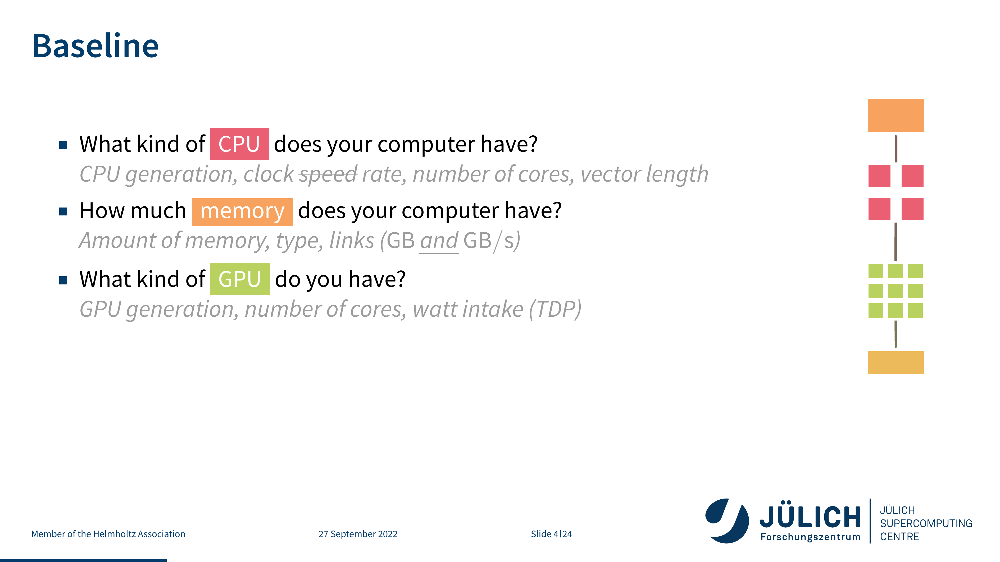 Baseline
What kind of CPU does your computer have?
CPU generation, clock speed rate, number of cores, vector length
How much memory does your computer have?
Amount of memory, type, links (GB and GB/s)
What kind of GPU do you have?
GPU generation, number of cores, watt intake (TDP)
Member of the Helmholtz Association
27 September 2022
Slide 4|24
JÜLICH
Forschungszentrum
JÜLICH
SUPERCOMPUTING
CENTRE